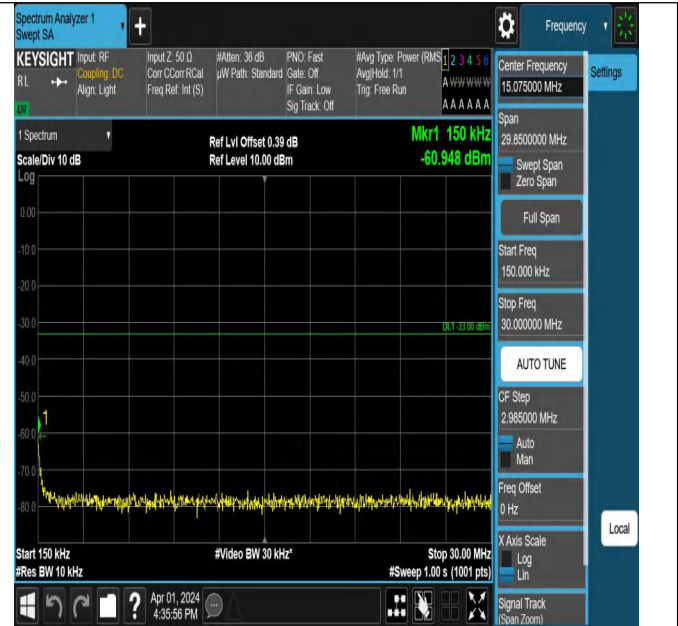 Spectrum Analyzer 1
Swept SA
+
Frequency
KEYSIGHT
RL
LXI
Input: RF
Coupling: DC
Align: Light
Input Z: 50 Ω
Corr CCorr RCal
Freq Ref: Int (S)
#Atten: 36 dB
µW Path: Standard
PNO: Fast
Gate: Off
IF Gain: Low
Sig Track: Off
#Avg Type: Power (RMS
Avg|Hold: 1/1
Trig: Free Run
1 2 3 4 5 6
A W W W W W
A A A A A A
1 Spectrum
Scale/Div 10 dB
Log
Ref Lvl Offset 0.39 dB
Ref Level 10.00 dBm
Mkr1 150 kHz
-60.948 dBm
0.00
-10.0
-20.0
-30.0
DL1 -33.00 dBm
-40.0
-50.0
1
-60.0
-70.0
-80.0
Start 150 kHz
#Res BW 10 kHz
#Video BW 30 kHz*
Stop 30.00 MHz
#Sweep 1.00 s (1001 pts)
Center Frequency
15.075000 MHz
Settings
Span
29.8500000 MHz
Swept Span
Zero Span
Full Span
Start Freq
150.000 kHz
Stop Freq
30.000000 MHz
AUTO TUNE
CF Step
2.985000 MHz
Auto
Man
Freq Offset
0 Hz
X Axis Scale
Log
Lin
Local
Signal Track
(Span Zoom)
?
Apr 01, 2024
4:35:56 PM